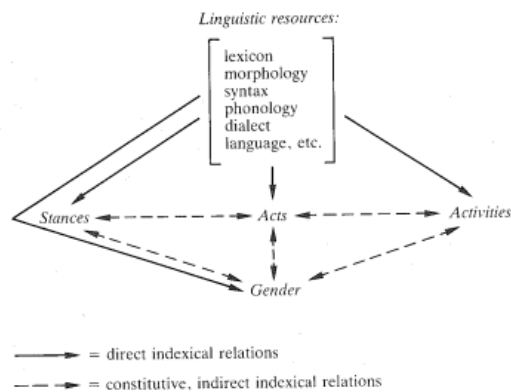 Linguistic resources:
lexicon
morphology
syntax
phonology
dialect
language, etc.
Stances
Acts
Activities
Gender
= direct indexical relations
= constitutive, indirect indexical relations